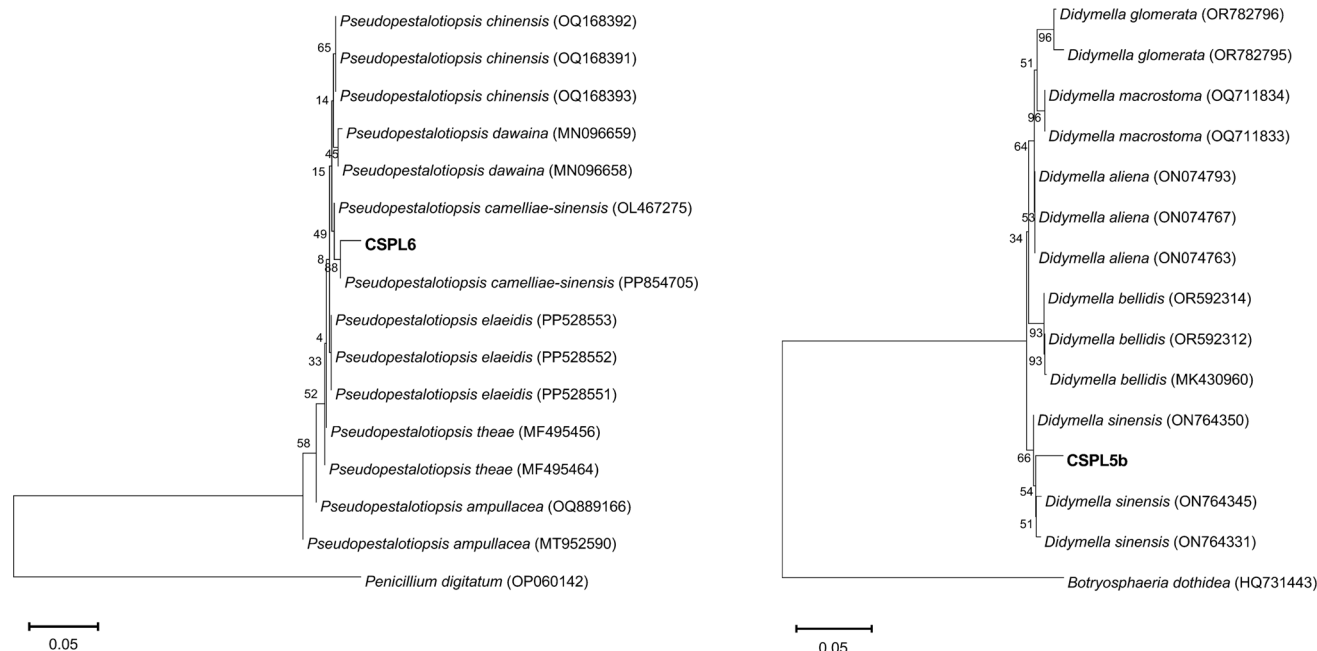 Pseudopestalotiopsis chinensis (OQ168392)
Pseudopestalotiopsis chinensis (OQ168391)
Pseudopestalotiopsis chinensis (OQ168393)
Pseudopestalotiopsis dawaina (MN096659)
Pseudopestalotiopsis dawaina (MN096658)
Pseudopestalotiopsis camelliae-sinensis (OL467275)
CSPL6
Pseudopestalotiopsis camelliae-sinensis (PP854705)
Pseudopestalotiopsis elaeidis (PP528553)
Pseudopestalotiopsis elaeidis (PP528552)
Pseudopestalotiopsis elaeidis (PP528551)
Pseudopestalotiopsis theae (MF495456)
Pseudopestalotiopsis theae (MF495464)
Pseudopestalotiopsis ampullacea (OQ889166)
Pseudopestalotiopsis ampullacea (MT952590)
Penicillium digitatum (OP060142)
65
14
45
15
49
8
88
4
33
52
58
0.05
Didymella glomerata (OR782796)
Didymella glomerata (OR782795)
Didymella macrostoma (OQ711834)
Didymella macrostoma (OQ711833)
Didymella aliena (ON074793)
Didymella aliena (ON074767)
Didymella aliena (ON074763)
Didymella bellidis (OR592314)
Didymella bellidis (OR592312)
Didymella bellidis (MK430960)
Didymella sinensis (ON764350)
CSPL5b
Didymella sinensis (ON764345)
Didymella sinensis (ON764331)
Botryosphaeria dothidea (HQ731443)
96
51
96
64
53
34
93
93
66
54
51
0.05